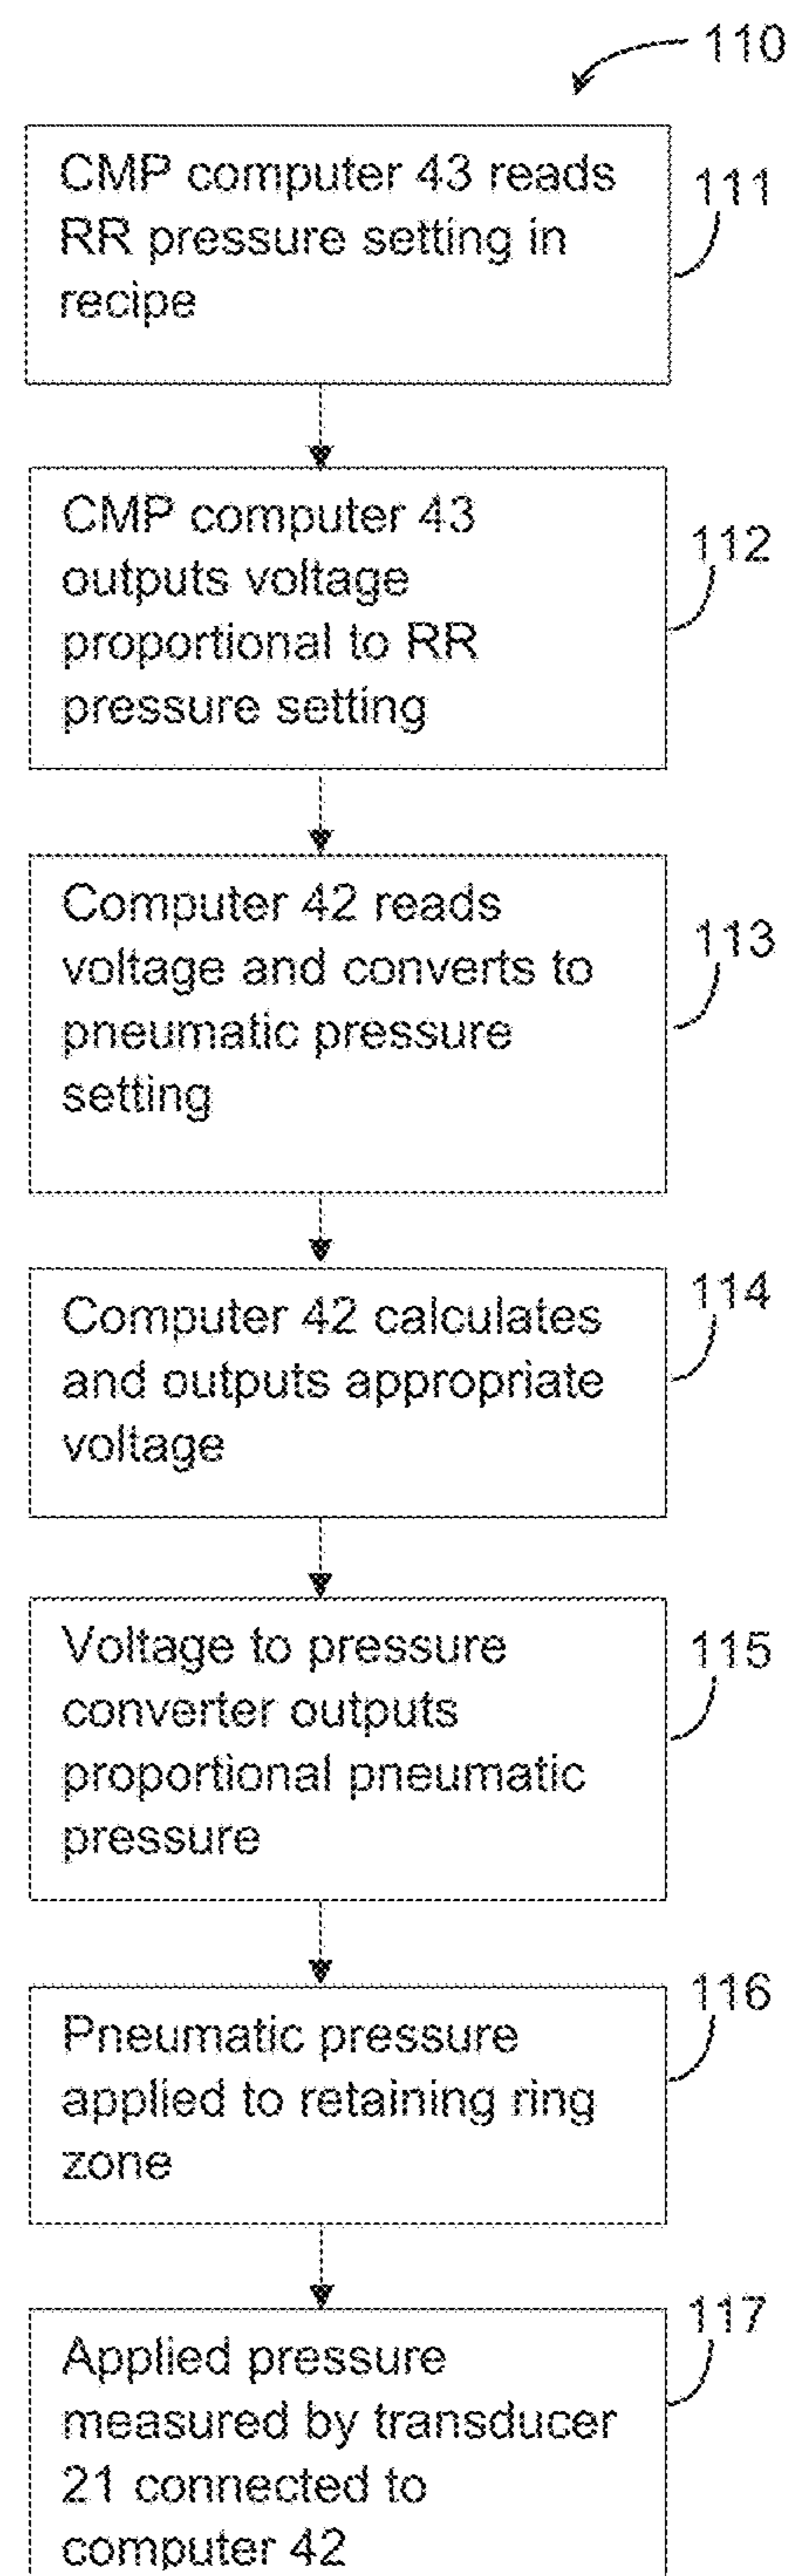 110
CMP computer 43 reads
RR pressure setting in
recipe
111
CMP computer 43
outputs voltage
proportional to RR
pressure setting
112
Computer 42 reads
voltage and converts to
pneumatic pressure
setting
113
Computer 42 calculates
and outputs appropriate
voltage
114
Voltage to pressure
converter outputs
proportional pneumatic
pressure
115
Pneumatic pressure
applied to retaining ring
zone
116
Applied pressure
measured by transducer
21 connected to
computer 42
117